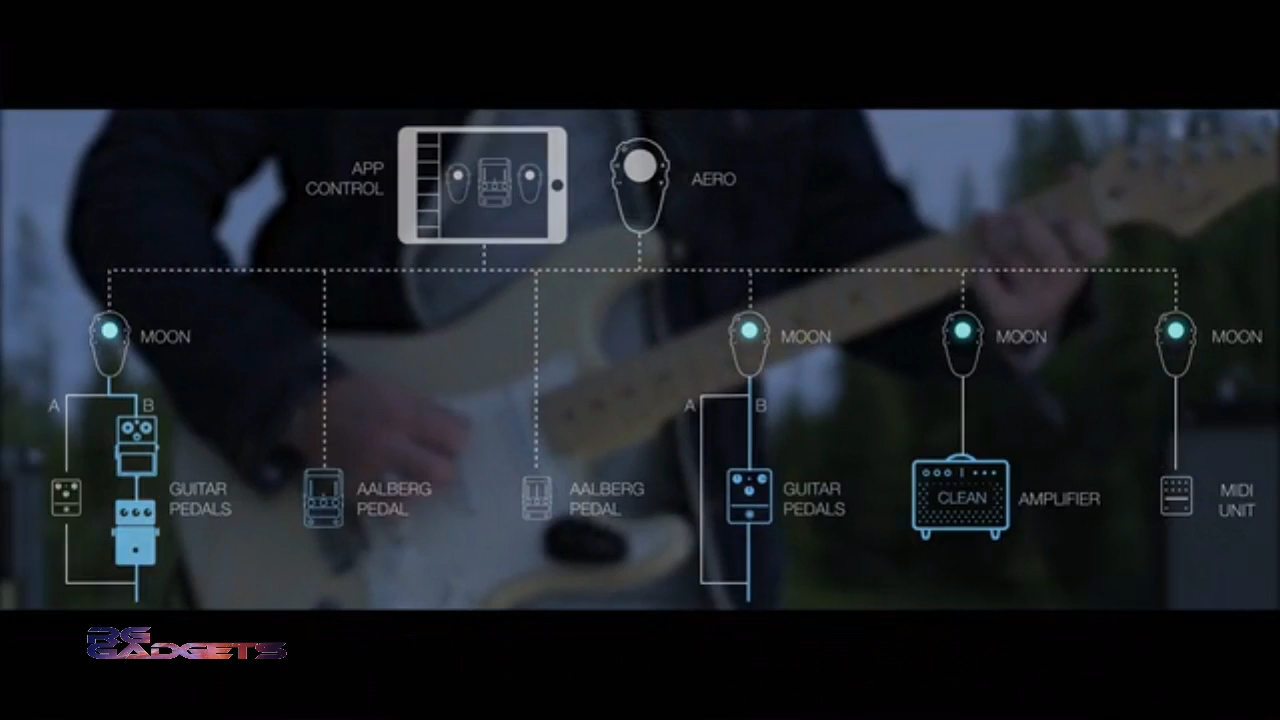 APP
CONTROL
AERO
MOON
MOON
MOON
MOON
A
B
A
B
GUITAR
PEDALS
AALBERG
PEDAL
AALBERG
PEDAL
GUITAR
PEDALS
CLEAN
AMPLIFIER
MIDI
UNIT
RG
GADGETS